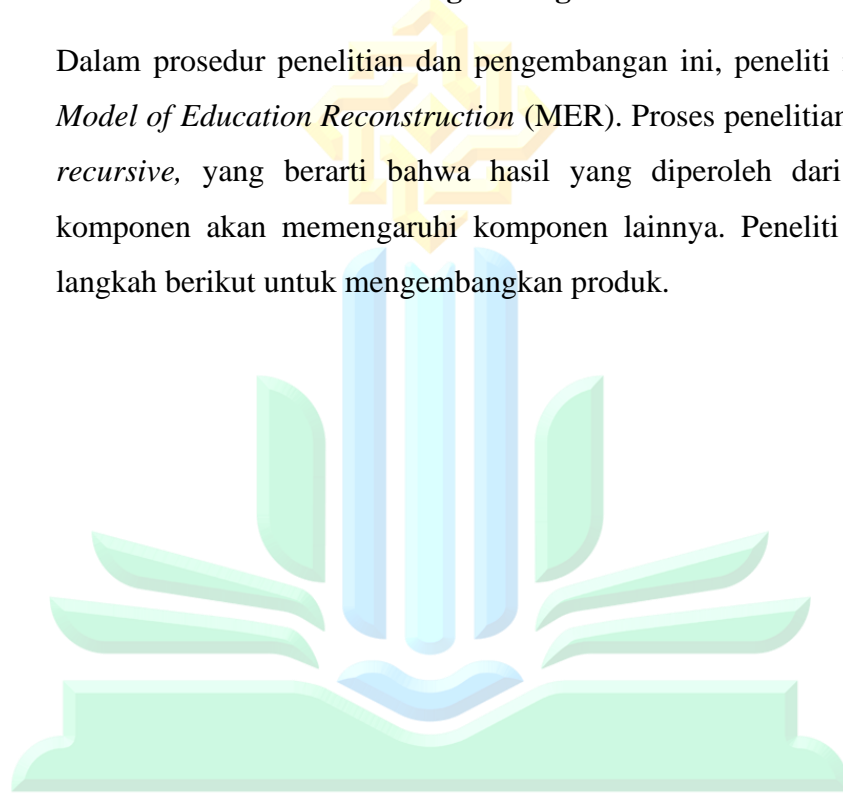 Dalam prosedur penelitian dan pengembangan ini, peneliti
Model of Education Reconstruction (MER). Proses penelitian
recursive, yang berarti bahwa hasil yang diperoleh dari
komponen akan memengaruhi komponen lainnya. Peneliti
langkah berikut untuk mengembangkan produk.